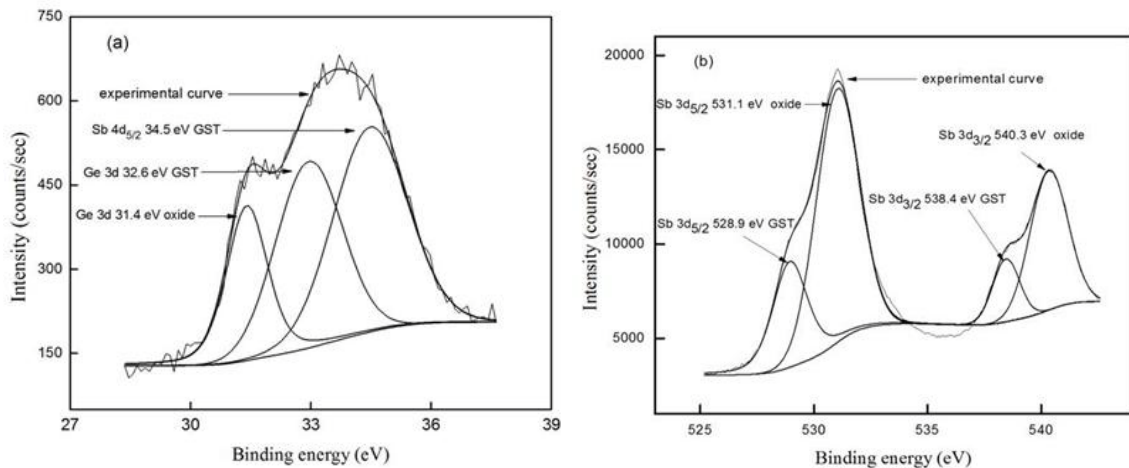 (a)
Intensity (counts/sec)
750
600
450
300
150
experimental curve
Sb 4d5/2 34.5 eV GST
Ge 3d 32.6 eV GST
Ge 3d 31.4 eV oxide
27
30
33
36
39
Binding energy (eV)
(b)
Intensity (counts/sec)
20000
15000
10000
5000
experimental curve
Sb 3d5/2 531.1 eV oxide
Sb 3d3/2 540.3 eV oxide
Sb 3d3/2 538.4 eV GST
Sb 3d5/2 528.9 eV GST
525
530
535
540
Binding energy (eV)